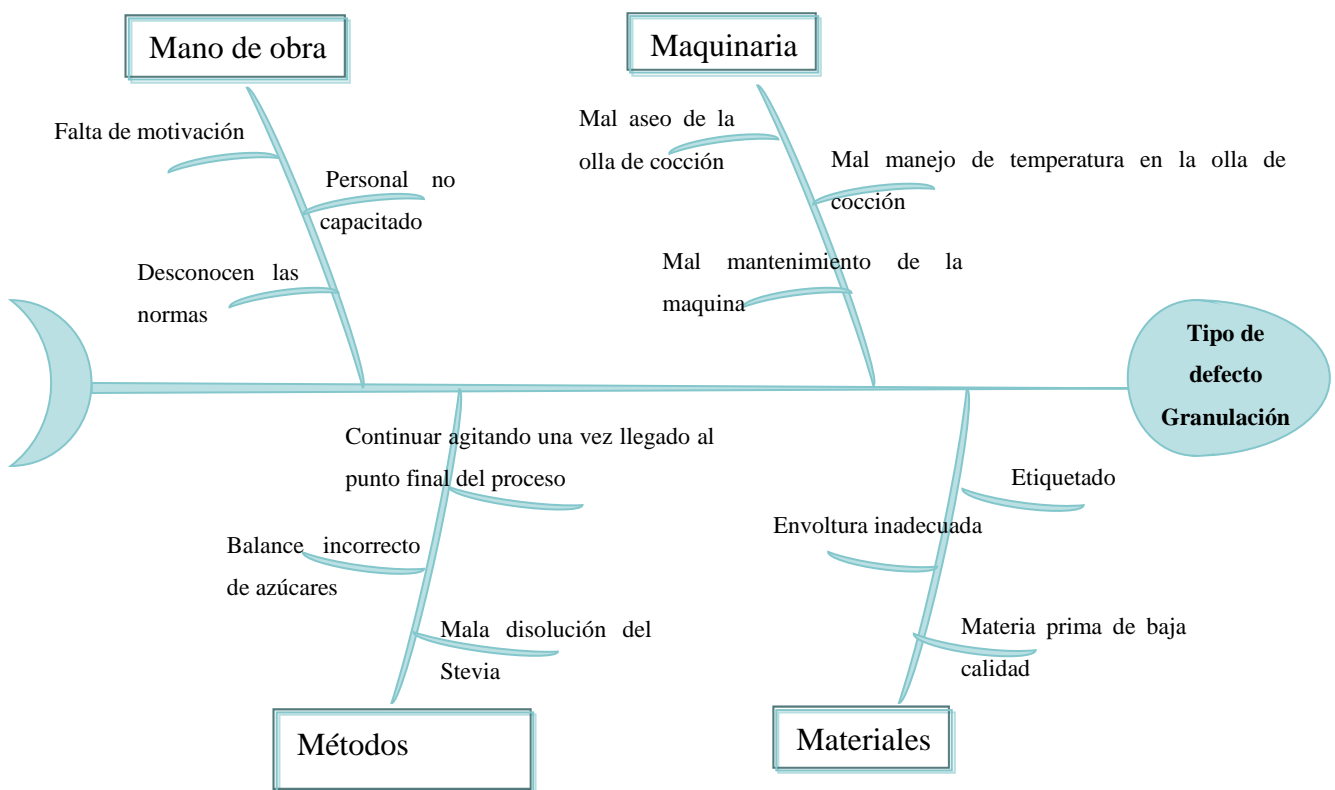 Mano de obra
Maquinaria
Falta de motivación
Personal no
capacitado
Desconocen las
normas
Mal aseo de la
olla de cocción
Mal manejo de temperatura en la olla de
cocción
Mal mantenimiento de la
maquina
Tipo de
defecto
Granulación
Continuar agitando una vez llegado al
punto final del proceso
Balance incorrecto
de azúcares
Mala disolución del
Stevia
Etiquetado
Envoltura inadecuada
Materia prima de baja
calidad
Métodos
Materiales